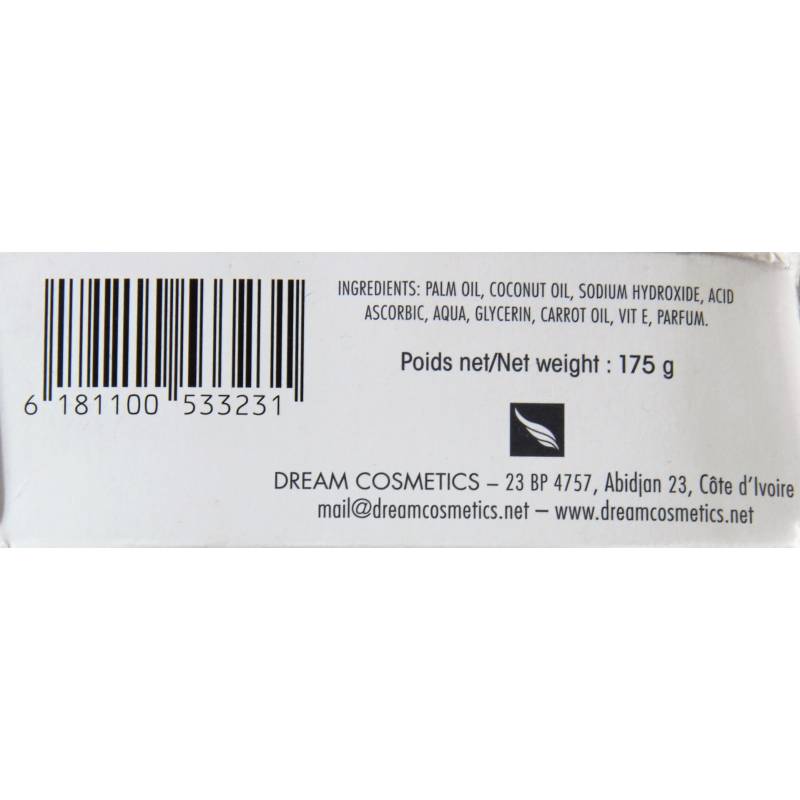 INGREDIENTS: PALM OIL, COCONUT OIL, SODIUM HYDROXIDE, ACID
ASCORBIC, AQUA, GLYCERIN, CARROT OIL, VIT E, PARFUM.
Poids net/Net weight : 175 g
6 181100 533231
DREAM COSMETICS – 23 BP 4757, Abidjan 23, Côte d'Ivoire
mail@dreamcosmetics.net – www.dreamcosmetics.net